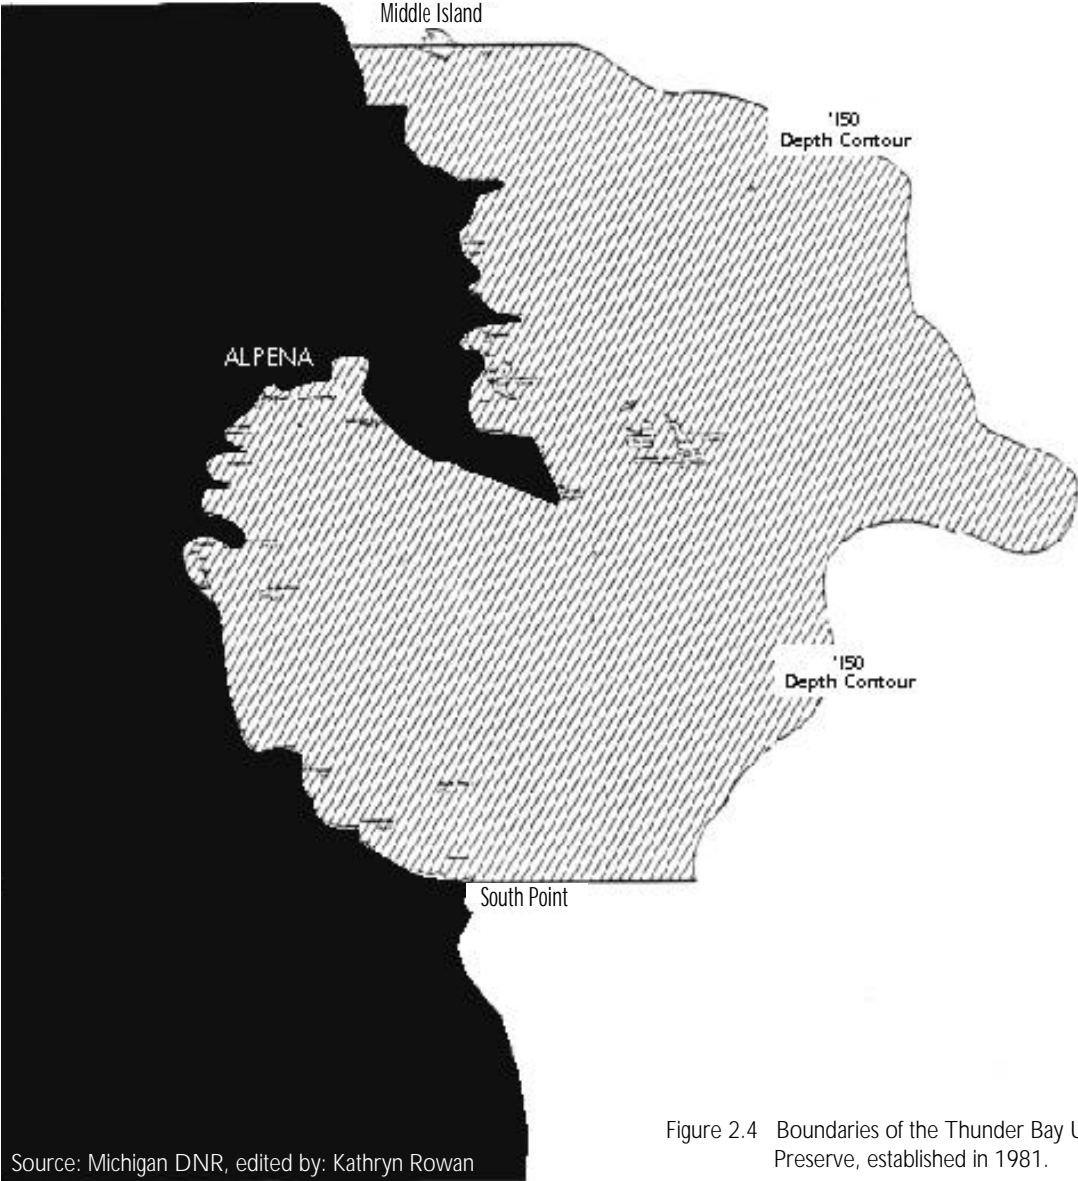 Middle Island
'150
Depth Contour
ALPENA
'150
Depth Contour
South Point
Figure 2.4 Boundaries of the Thunder Bay U
Preserve, established in 1981.
Source: Michigan DNR, edited by: Kathryn Rowan